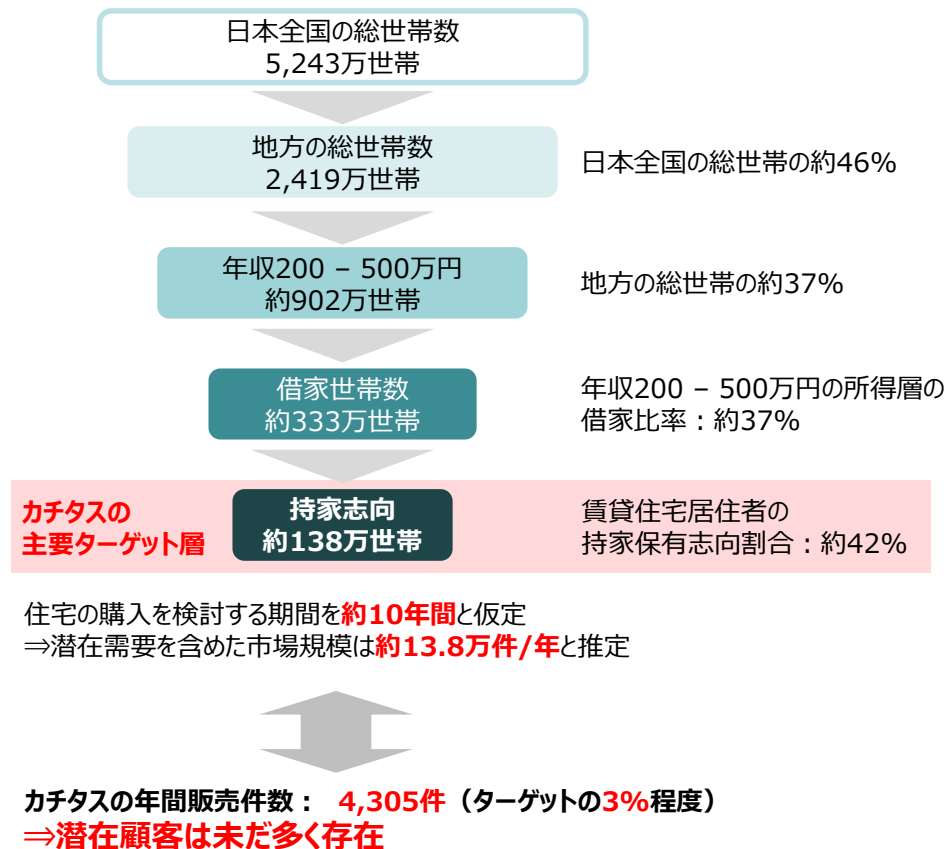 日本全国の総世帯数
5,243万世帯
地方の総世帯数
2,419万世帯
日本全国の総世帯の約46%
年収200 – 500万円
約902万世帯
地方の総世帯の約37%
借家世帯数
約333万世帯
年収200 – 500万円の所得層の
借家比率：約37%
カチタスの
主要ターゲット層
持家志向
約138万世帯
賃貸住宅居住者の
持家保有志向割合：約42%
住宅の購入を検討する期間を約10年間と仮定
⇒潜在需要を含めた市場規模は約13.8万件/年と推定
カチタスの年間販売件数： 4,305件（ターゲットの3%程度）
⇒潜在顧客は未だ多く存在